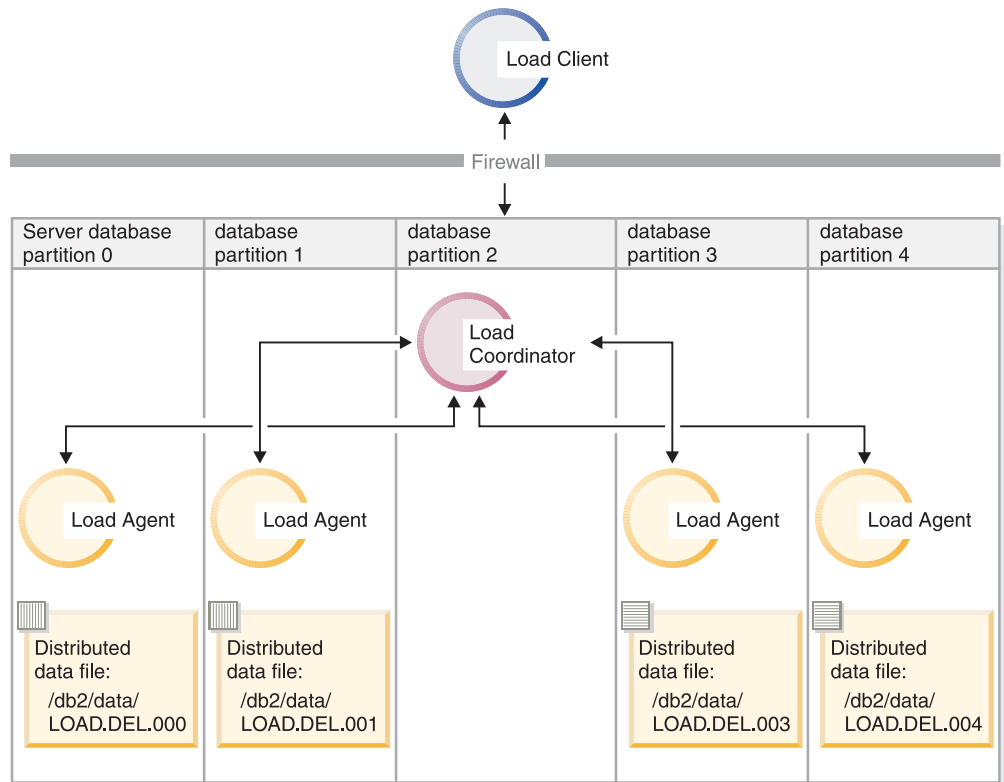 Load Client
Firewall
Server database
partition 0
database
partition 1
database
partition 2
database
partition 3
database
partition 4
Load
Coordinator
Load Agent
Load Agent
Load Agent
Load Agent
Distributed
data file:
/db2/data/
LOAD.DEL.000
Distributed
data file:
/db2/data/
LOAD.DEL.001
Distributed
data file:
/db2/data/
LOAD.DEL.003
Distributed
data file:
/db2/data/
LOAD.DEL.004